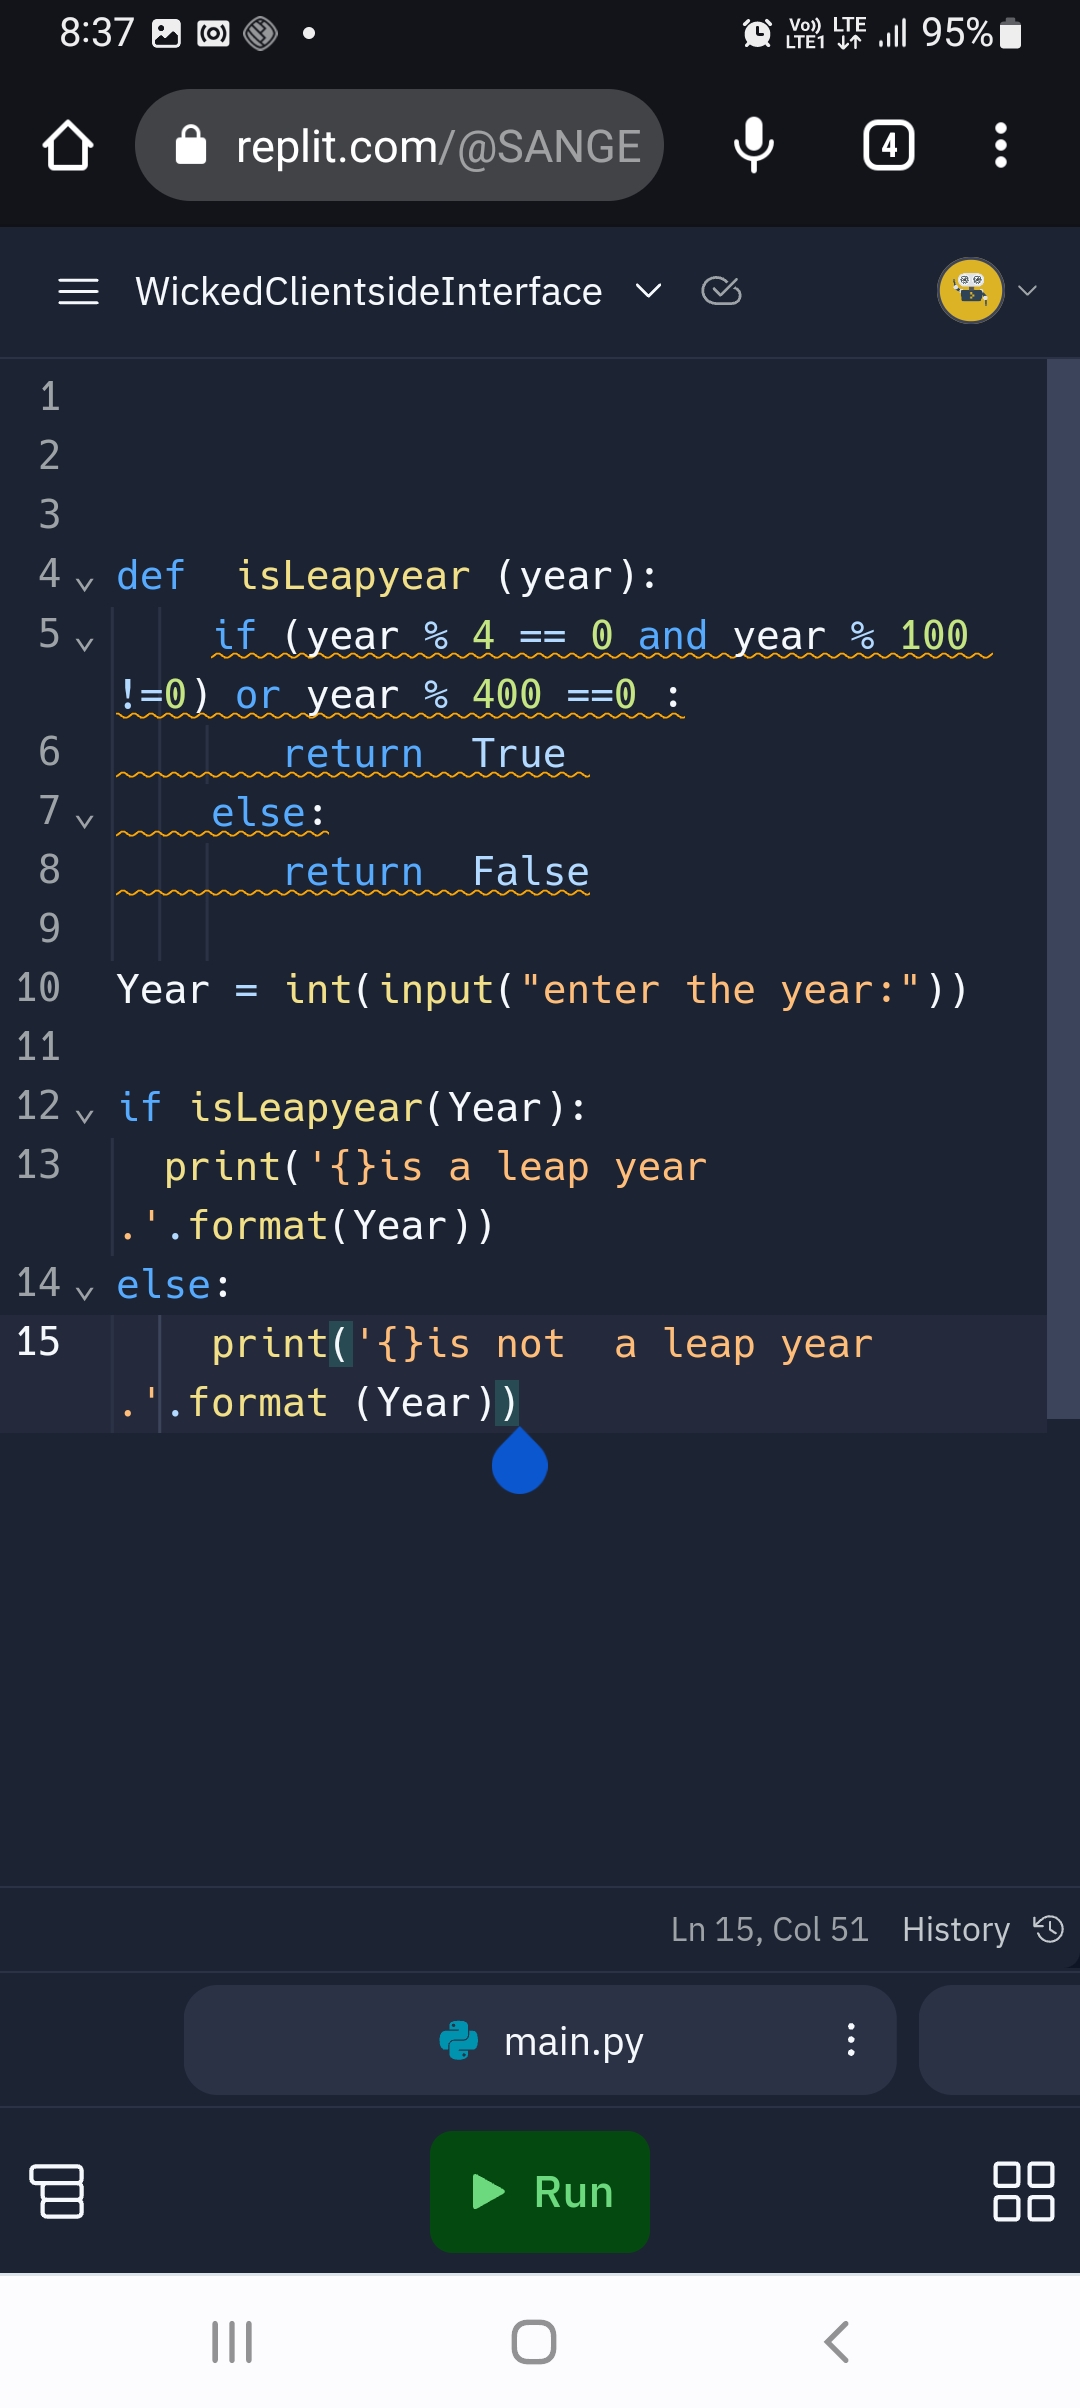 8:37 Vo)) LTE1 LTE 95%
replit.com/@SANGE 4
WickedClientsideInterface
1
2
3
4 def  isLeapyear (year):
5     if (year % 4 == 0 and year % 100
!=0) or year % 400 ==0 :
6        return  True
7     else:
8        return  False
9
10 Year = int(input("enter the year:"))
11
12 if isLeapyear(Year):
13   print('{}is a leap year
.'.format(Year))
14 else:
15     print('{}is not  a leap year
.'.format (Year))
Ln 15, Col 51 History
main.py
Run